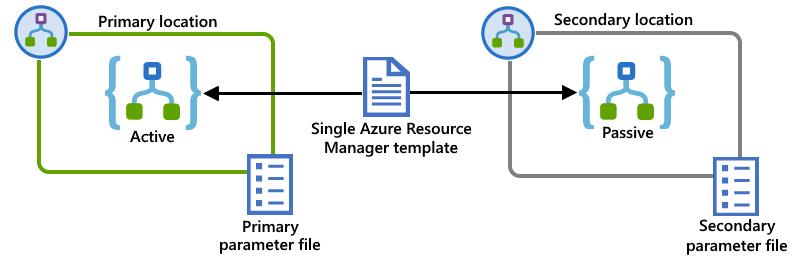 Primary location
Secondary location
Active
Single Azure Resource
Manager template
Passive
Primary
parameter file
Secondary
parameter file